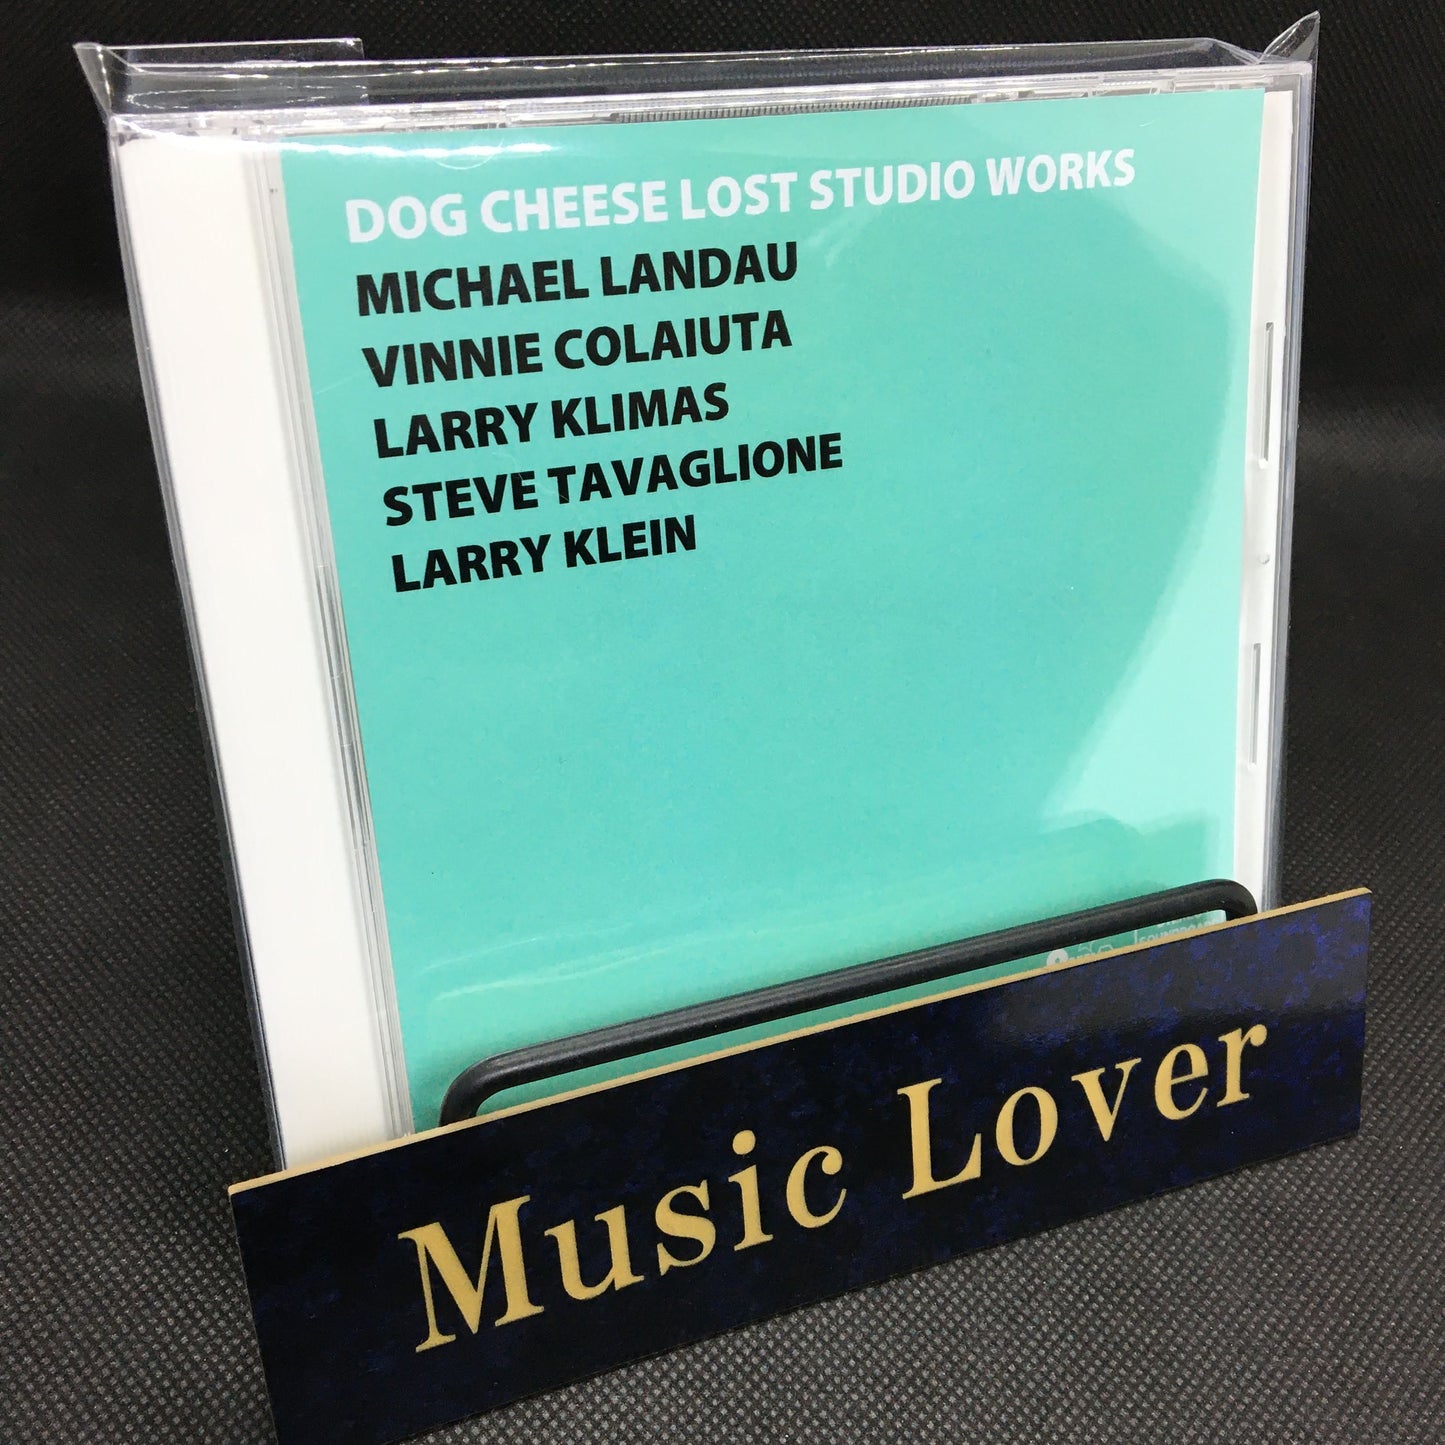 DOG CHEESE LOST STUDIO WORKS
MICHAEL LANDAU
VINNIE COLAIUTA
LARRY KLIMAS
STEVE TAVAGLIONE
LARRY KLEIN
Music Lover